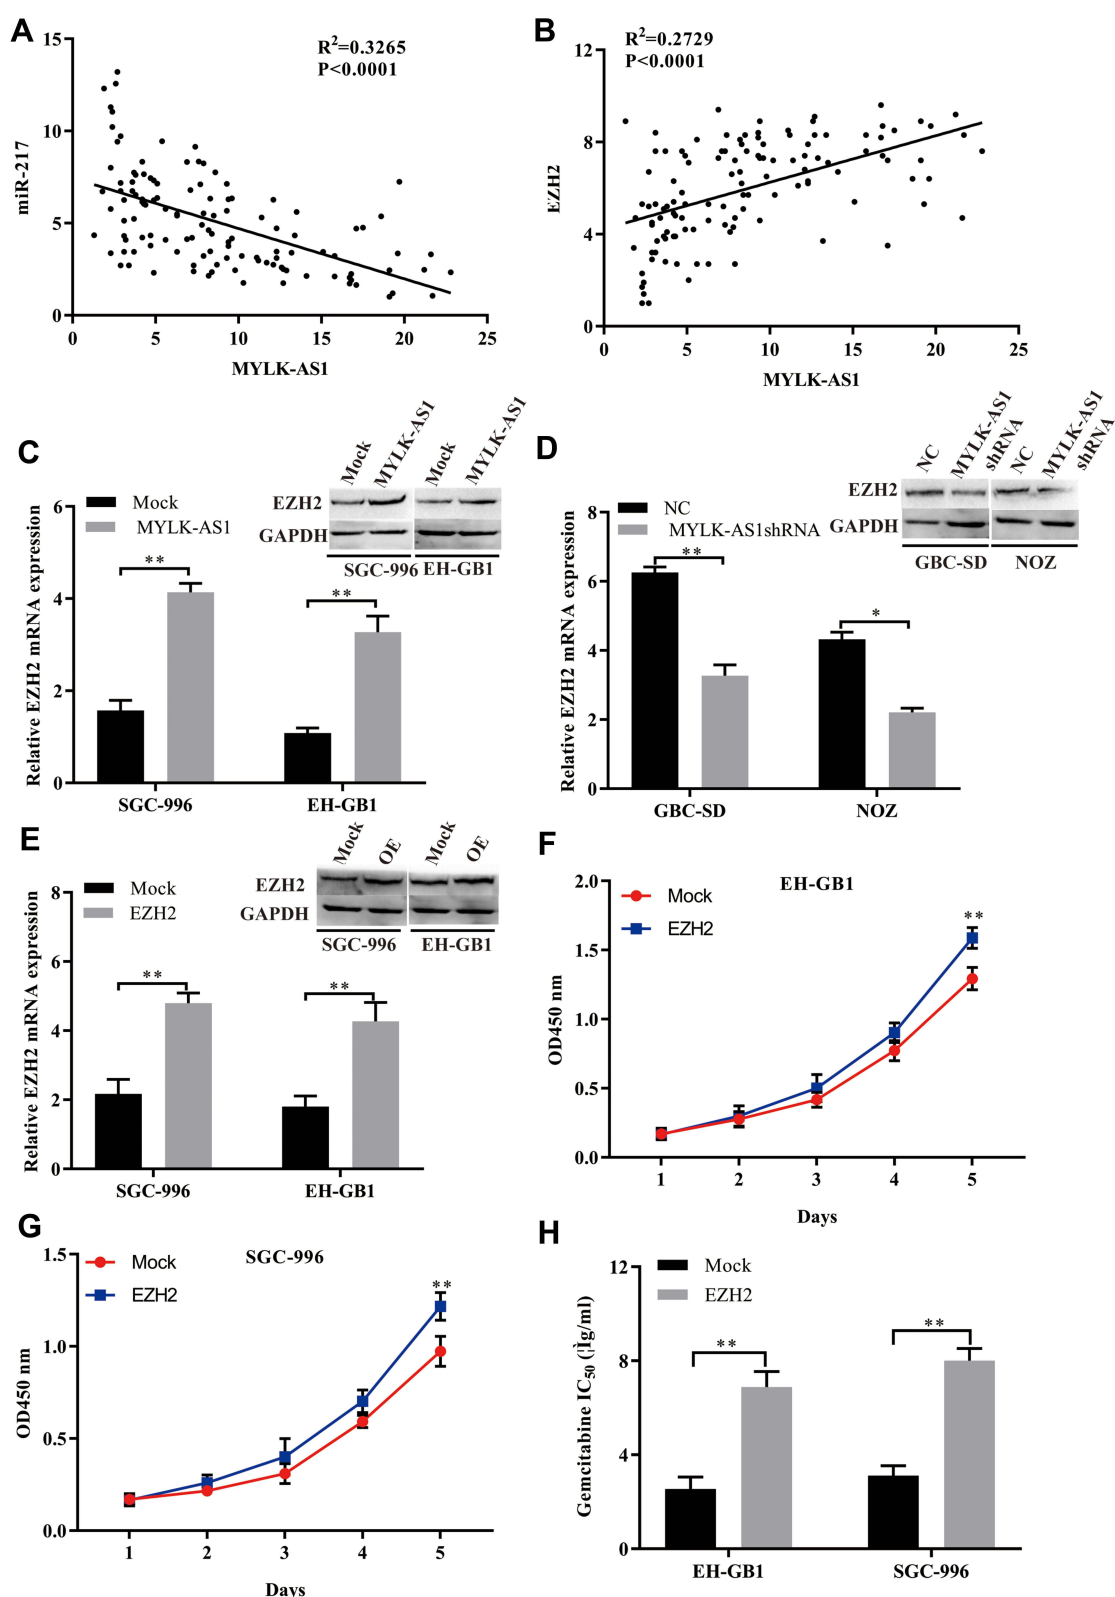 A
R²=0.3265
P<0.0001
15
10
5
0
miR-217
0 5 10 15 20 25
MYLK-AS1
B
R²=0.2729
P<0.0001
12
8
4
0
EZH2
0 5 10 15 20 25
MYLK-AS1
C
Mock
MYLK-AS1
Mock MYLK-AS1 Mock MYLK-AS1
EZH2
GAPDH
SGC-996 EH-GB1
6
4
2
0
Relative EZH2 mRNA expression
**
**
SGC-996 EH-GB1
D
NC
MYLK-AS1shRNA
NC MYLK-AS1 shRNA NC MYLK-AS1 shRNA
EZH2
GAPDH
GBC-SD NOZ
8
6
4
2
0
Relative EZH2 mRNA expression
**
*
GBC-SD NOZ
E
Mock
EZH2
Mock OE Mock OE
EZH2
GAPDH
SGC-996 EH-GB1
8
6
4
2
0
Relative EZH2 mRNA expression
**
**
SGC-996 EH-GB1
F
EH-GB1
Mock
EZH2
2.0
1.5
1.0
0.5
0.0
OD450 nm
**
1 2 3 4 5
Days
G
SGC-996
Mock
EZH2
1.5
1.0
0.5
0.0
OD450 nm
**
1 2 3 4 5
Days
H
Mock
EZH2
12
8
4
0
Gemcitabine IC₅₀
**
**
EH-GB1 SGC-996